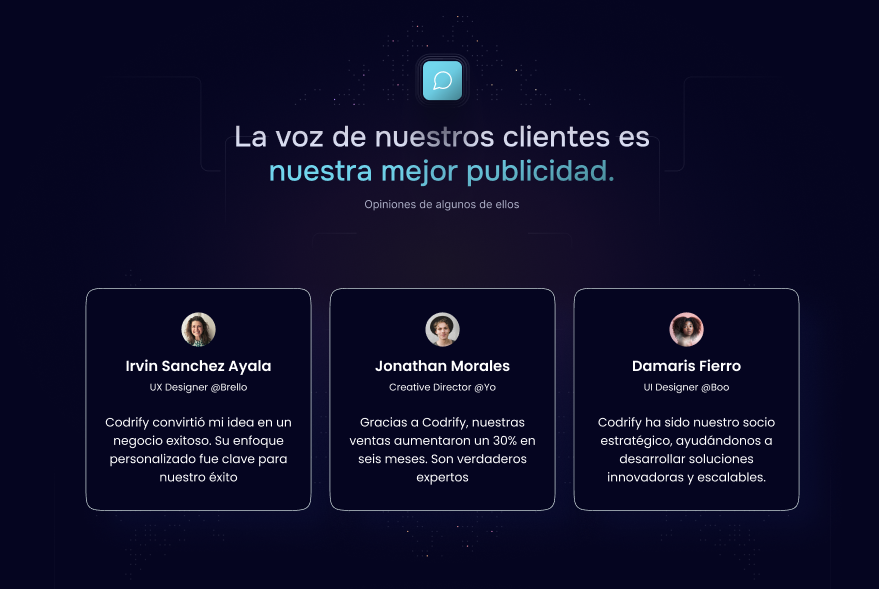 La voz de nuestros clientes es
nuestra mejor publicidad.
Opiniones de algunos de ellos
Irvin Sanchez Ayala
UX Designer @Brello
Codrify convirtió mi idea en un
negocio exitoso. Su enfoque
personalizado fue clave para
nuestro éxito
Jonathan Morales
Creative Director @Yo
Gracias a Codrify, nuestras
ventas aumentaron un 30% en
seis meses. Son verdaderos
expertos
Damaris Fierro
UI Designer @Boo
Codrify ha sido nuestro socio
estratégico, ayudándonos a
desarrollar soluciones
innovadoras y escalables.